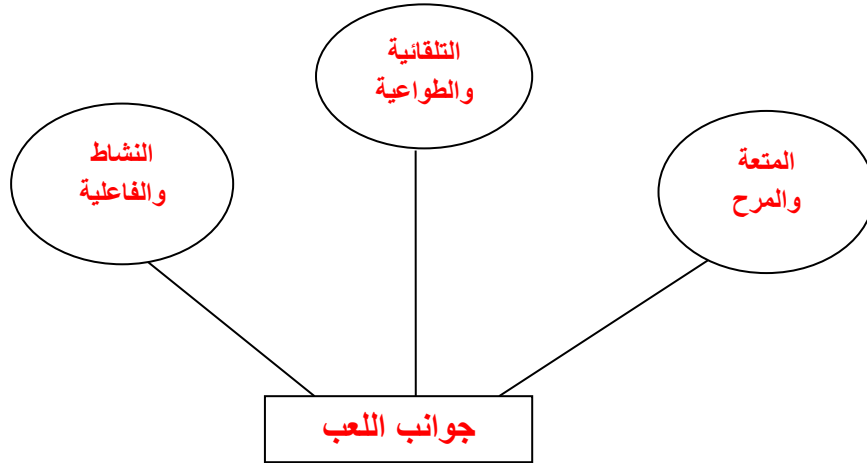 التلقائية
والطواعية
المتعة
والمرح
النشاط
والفاعلية
جوانب اللعب